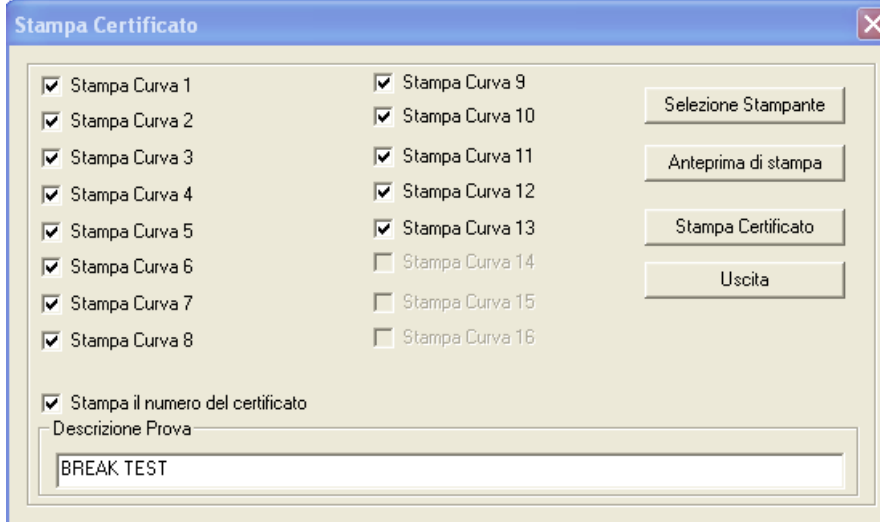 Stampa Certificato
Stampa Curva 1
Stampa Curva 2
Stampa Curva 3
Stampa Curva 4
Stampa Curva 5
Stampa Curva 6
Stampa Curva 7
Stampa Curva 8
Stampa Curva 9
Stampa Curva 10
Stampa Curva 11
Stampa Curva 12
Stampa Curva 13
Stampa Curva 14
Stampa Curva 15
Stampa Curva 16
Selezione Stampante
Anteprima di stampa
Stampa Certificato
Uscita
Stampa il numero del certificato
Descrizione Prova
BREAK TEST